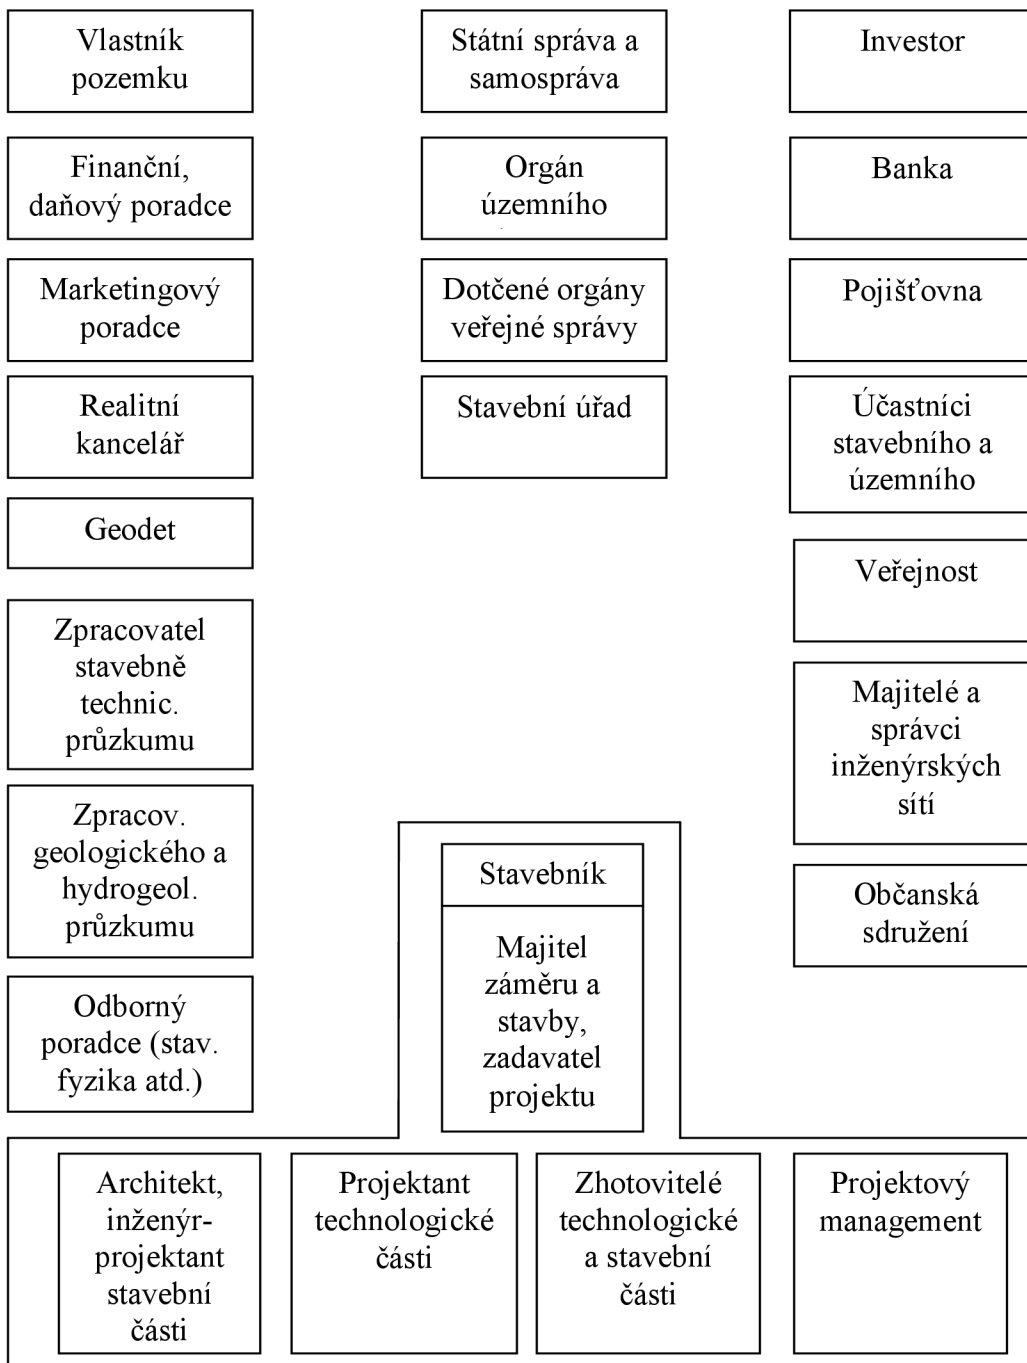 Vlastník
pozemku
Státní správa a
samospráva
Investor
Finanční,
daňový poradce
Orgán
územního
Banka
Marketingový
poradce
Dotčené orgány
veřejné správy
Pojišťovna
Realitní
kancelář
Stavební úřad
Účastníci
stavebního a
územního
Geodet
Veřejnost
Zpracovatel
stavebně
technic.
průzkumu
Majitelé a
správci
inženýrských
sítí
Zpracov.
geologického a
hydrogeol.
průzkumu
Stavebník
Majitel
záměru a
stavby,
zadavatel
projektu
Občanská
sdružení
Odborný
poradce (stav.
fyzika atd.)
Architekt,
inženýr-
projektant
stavební
části
Projektant
technologické
části
Zhotovitelé
technologické
a stavební
části
Projektový
management